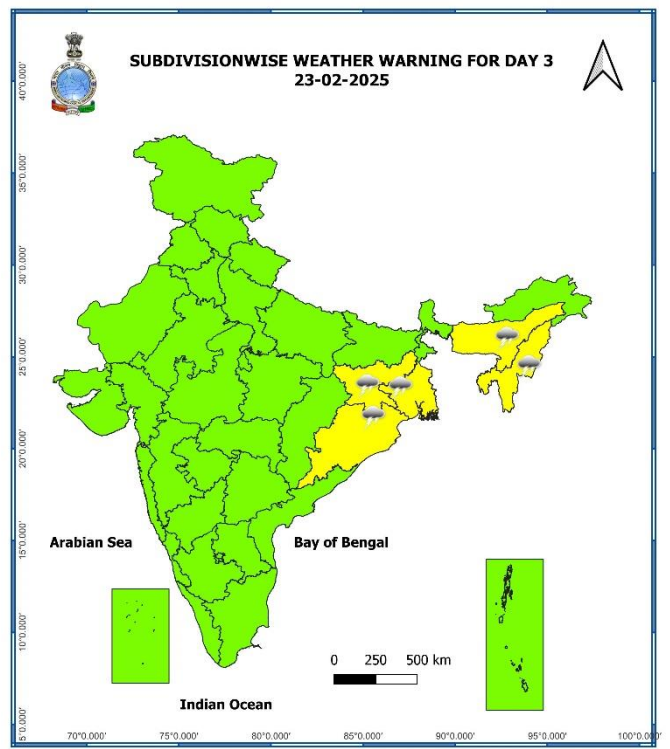 SUBDIVISIONWISE WEATHER WARNING FOR DAY 3
23-02-2025
40°0.000'
35°0.000'
30°0.000'
25°0.000'
20°0.000'
15°0.000'
10°0.000'
5°0.000'
Arabian Sea
Bay of Bengal
0 250 500 km
Indian Ocean
70°0.000' 75°0.000' 80°0.000' 85°0.000' 90°0.000' 95°0.000' 100°0.000'